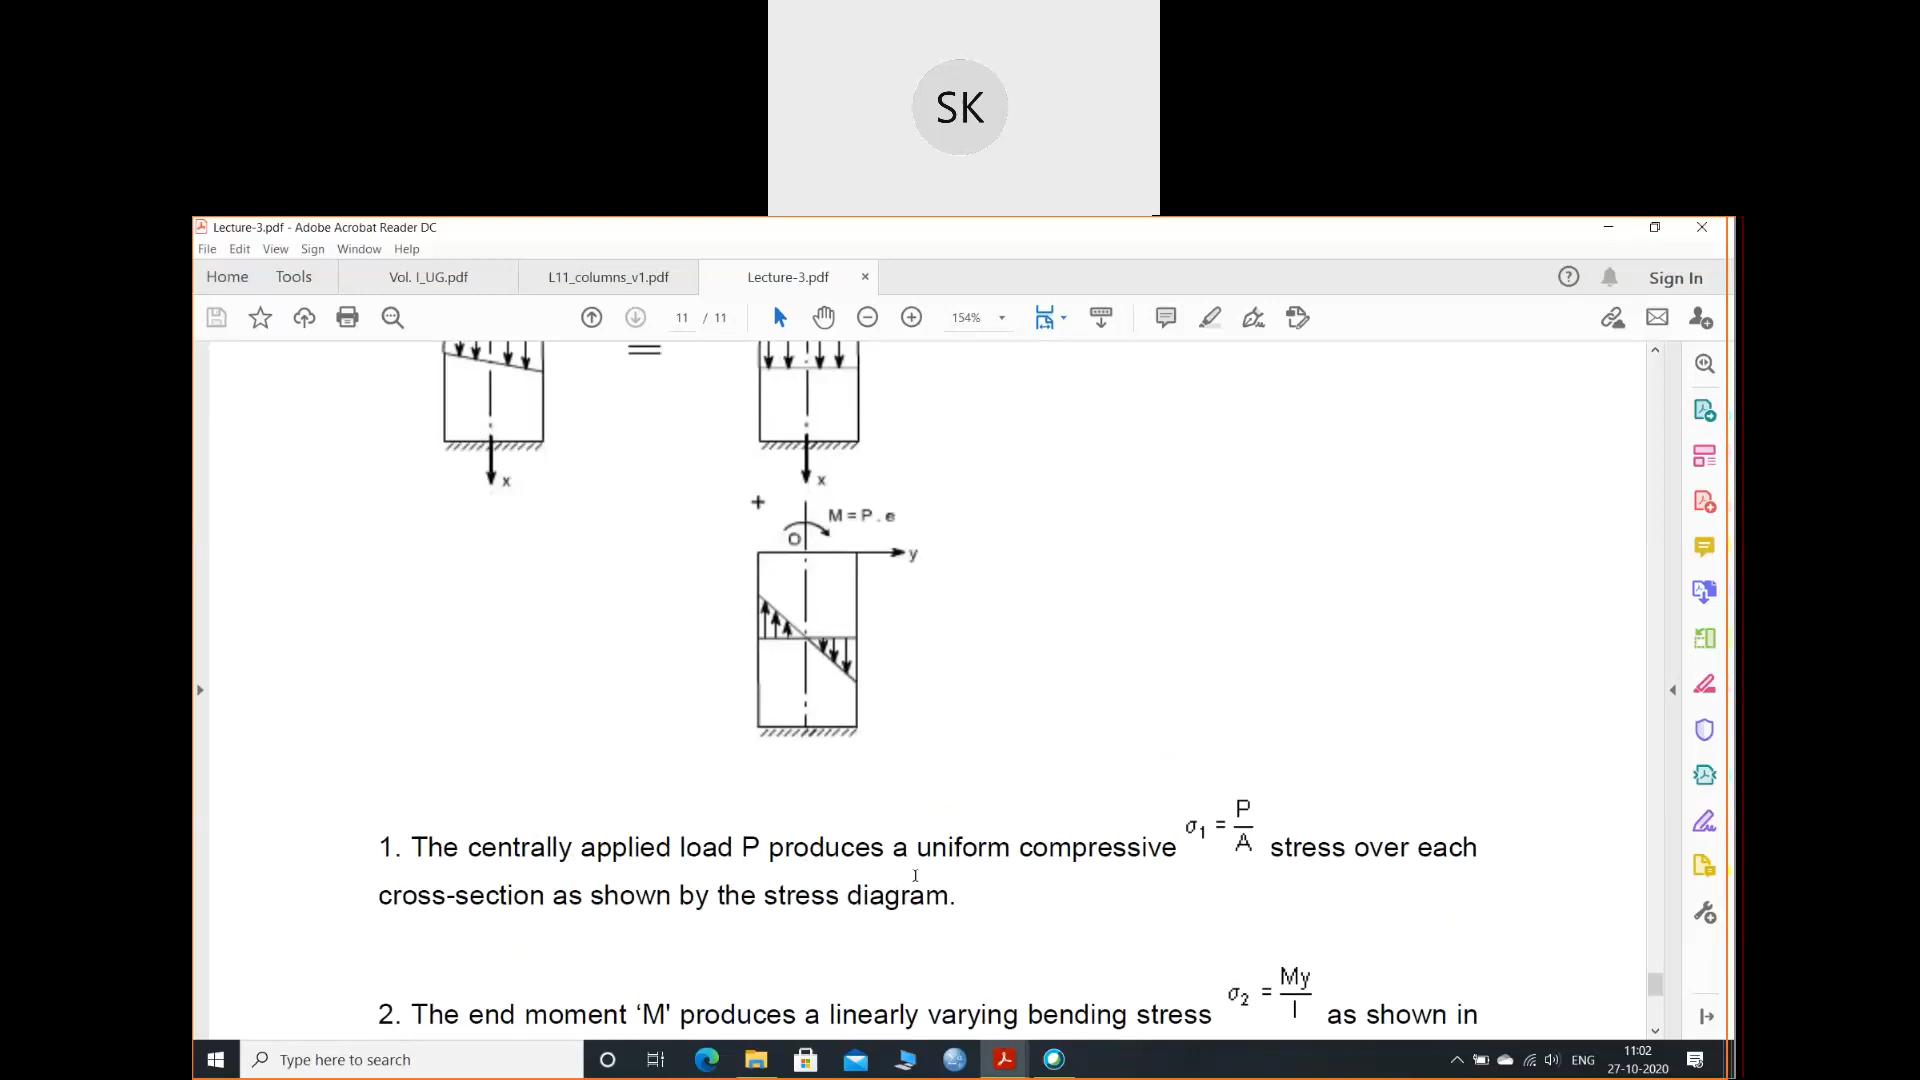 SK
Lecture-3.pdf - Adobe Acrobat Reader DC
File Edit View Sign Window Help
Home Tools Vol. I_UG.pdf L11_columns_v1.pdf Lecture-3.pdf × Sign In
11 / 11 154%
x x
+
M = P . e
O
y
1. The centrally applied load P produces a uniform compressive σ1 = P/A stress over each
cross-section as shown by the stress diagram.
2. The end moment ‘M' produces a linearly varying bending stress σ2 = My/I as shown in
Type here to search
ENG
11:02
27-10-2020